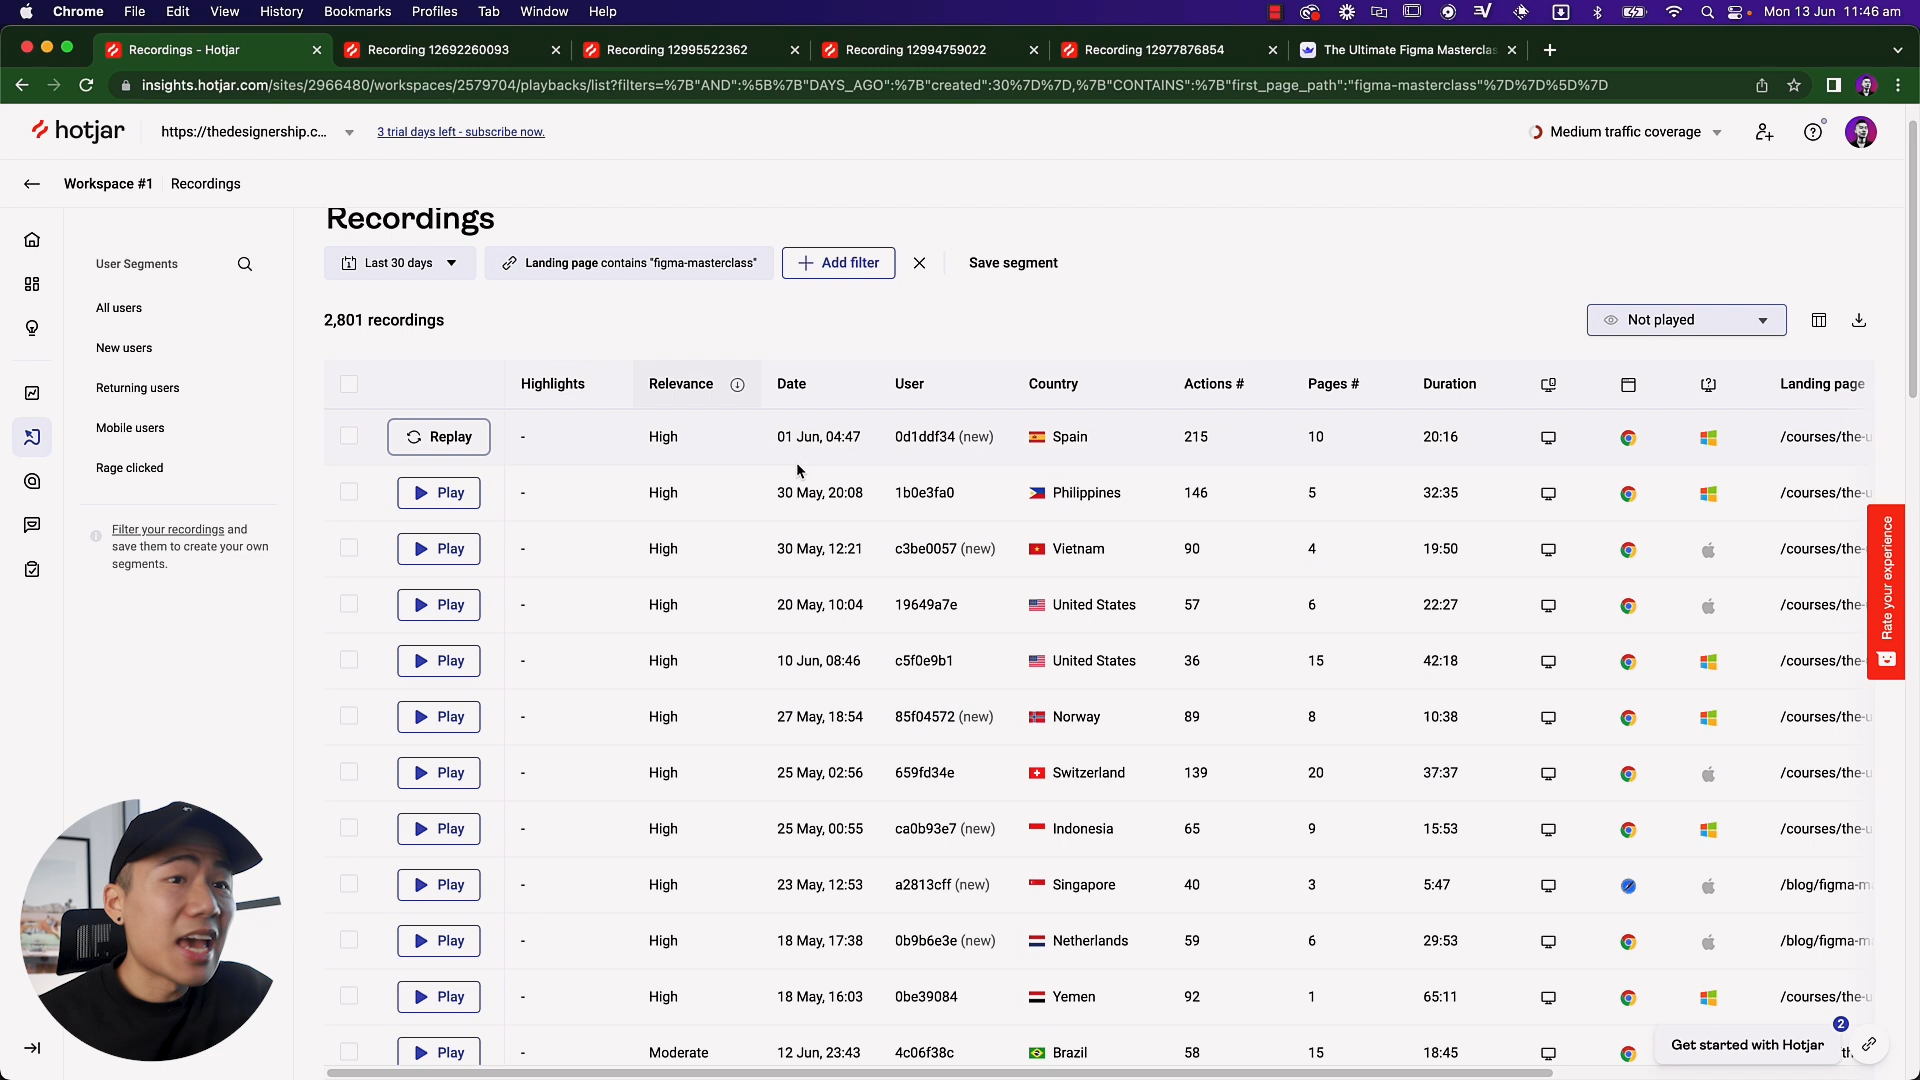 Chrome File Edit View History Bookmarks Profiles Tab Window Help Mon 13 Jun 11:46 am
Recordings - Hotjar Recording 12692260093 Recording 12995522362 Recording 12994759022 Recording 12977876854 The Ultimate Figma Masterclas
insights.hotjar.com/sites/2966480/workspaces/2579704/playbacks/list?filters=%7B"AND":%5B%7B"DAYS_AGO":%7B"created":30%7D%7D,%7B"CONTAINS":%7B"first_page_path":"figma-masterclass"%7D%7D%5D%7D
hotjar https://thedesignership.c... 3 trial days left - subscribe now. Medium traffic coverage
Workspace #1 Recordings
User Segments
All users
New users
Returning users
Mobile users
Rage clicked
Filter your recordings and
save them to create your own
segments.
Recordings
Last 30 days Landing page contains "figma-masterclass" Add filter Save segment
2,801 recordings Not played
Highlights Relevance Date User Country Actions # Pages # Duration Landing page
Replay - High 01 Jun, 04:47 0d1ddf34 (new) Spain 215 10 20:16 /courses/the-u
Play - High 30 May, 20:08 1b0e3fa0 Philippines 146 5 32:35 /courses/the-u
Play - High 30 May, 12:21 c3be0057 (new) Vietnam 90 4 19:50 /courses/the-
Play - High 20 May, 10:04 19649a7e United States 57 6 22:27 /courses/the-
Play - High 10 Jun, 08:46 c5f0e9b1 United States 36 15 42:18 /courses/the-
Play - High 27 May, 18:54 85f04572 (new) Norway 89 8 10:38 /courses/the-u
Play - High 25 May, 02:56 659fd34e Switzerland 139 20 37:37 /courses/the-u
Play - High 25 May, 00:55 ca0b93e7 (new) Indonesia 65 9 15:53 /courses/the-u
Play - High 23 May, 12:53 a2813cff (new) Singapore 40 3 5:47 /blog/figma-m
Play - High 18 May, 17:38 0b9b6e3e (new) Netherlands 59 6 29:53 /blog/figma-m
Play - High 18 May, 16:03 0be39084 Yemen 92 1 65:11 /courses/the-u
Play - Moderate 12 Jun, 23:43 4c06f38c Brazil 58 15 18:45
Rate your experience
2
Get started with Hotjar